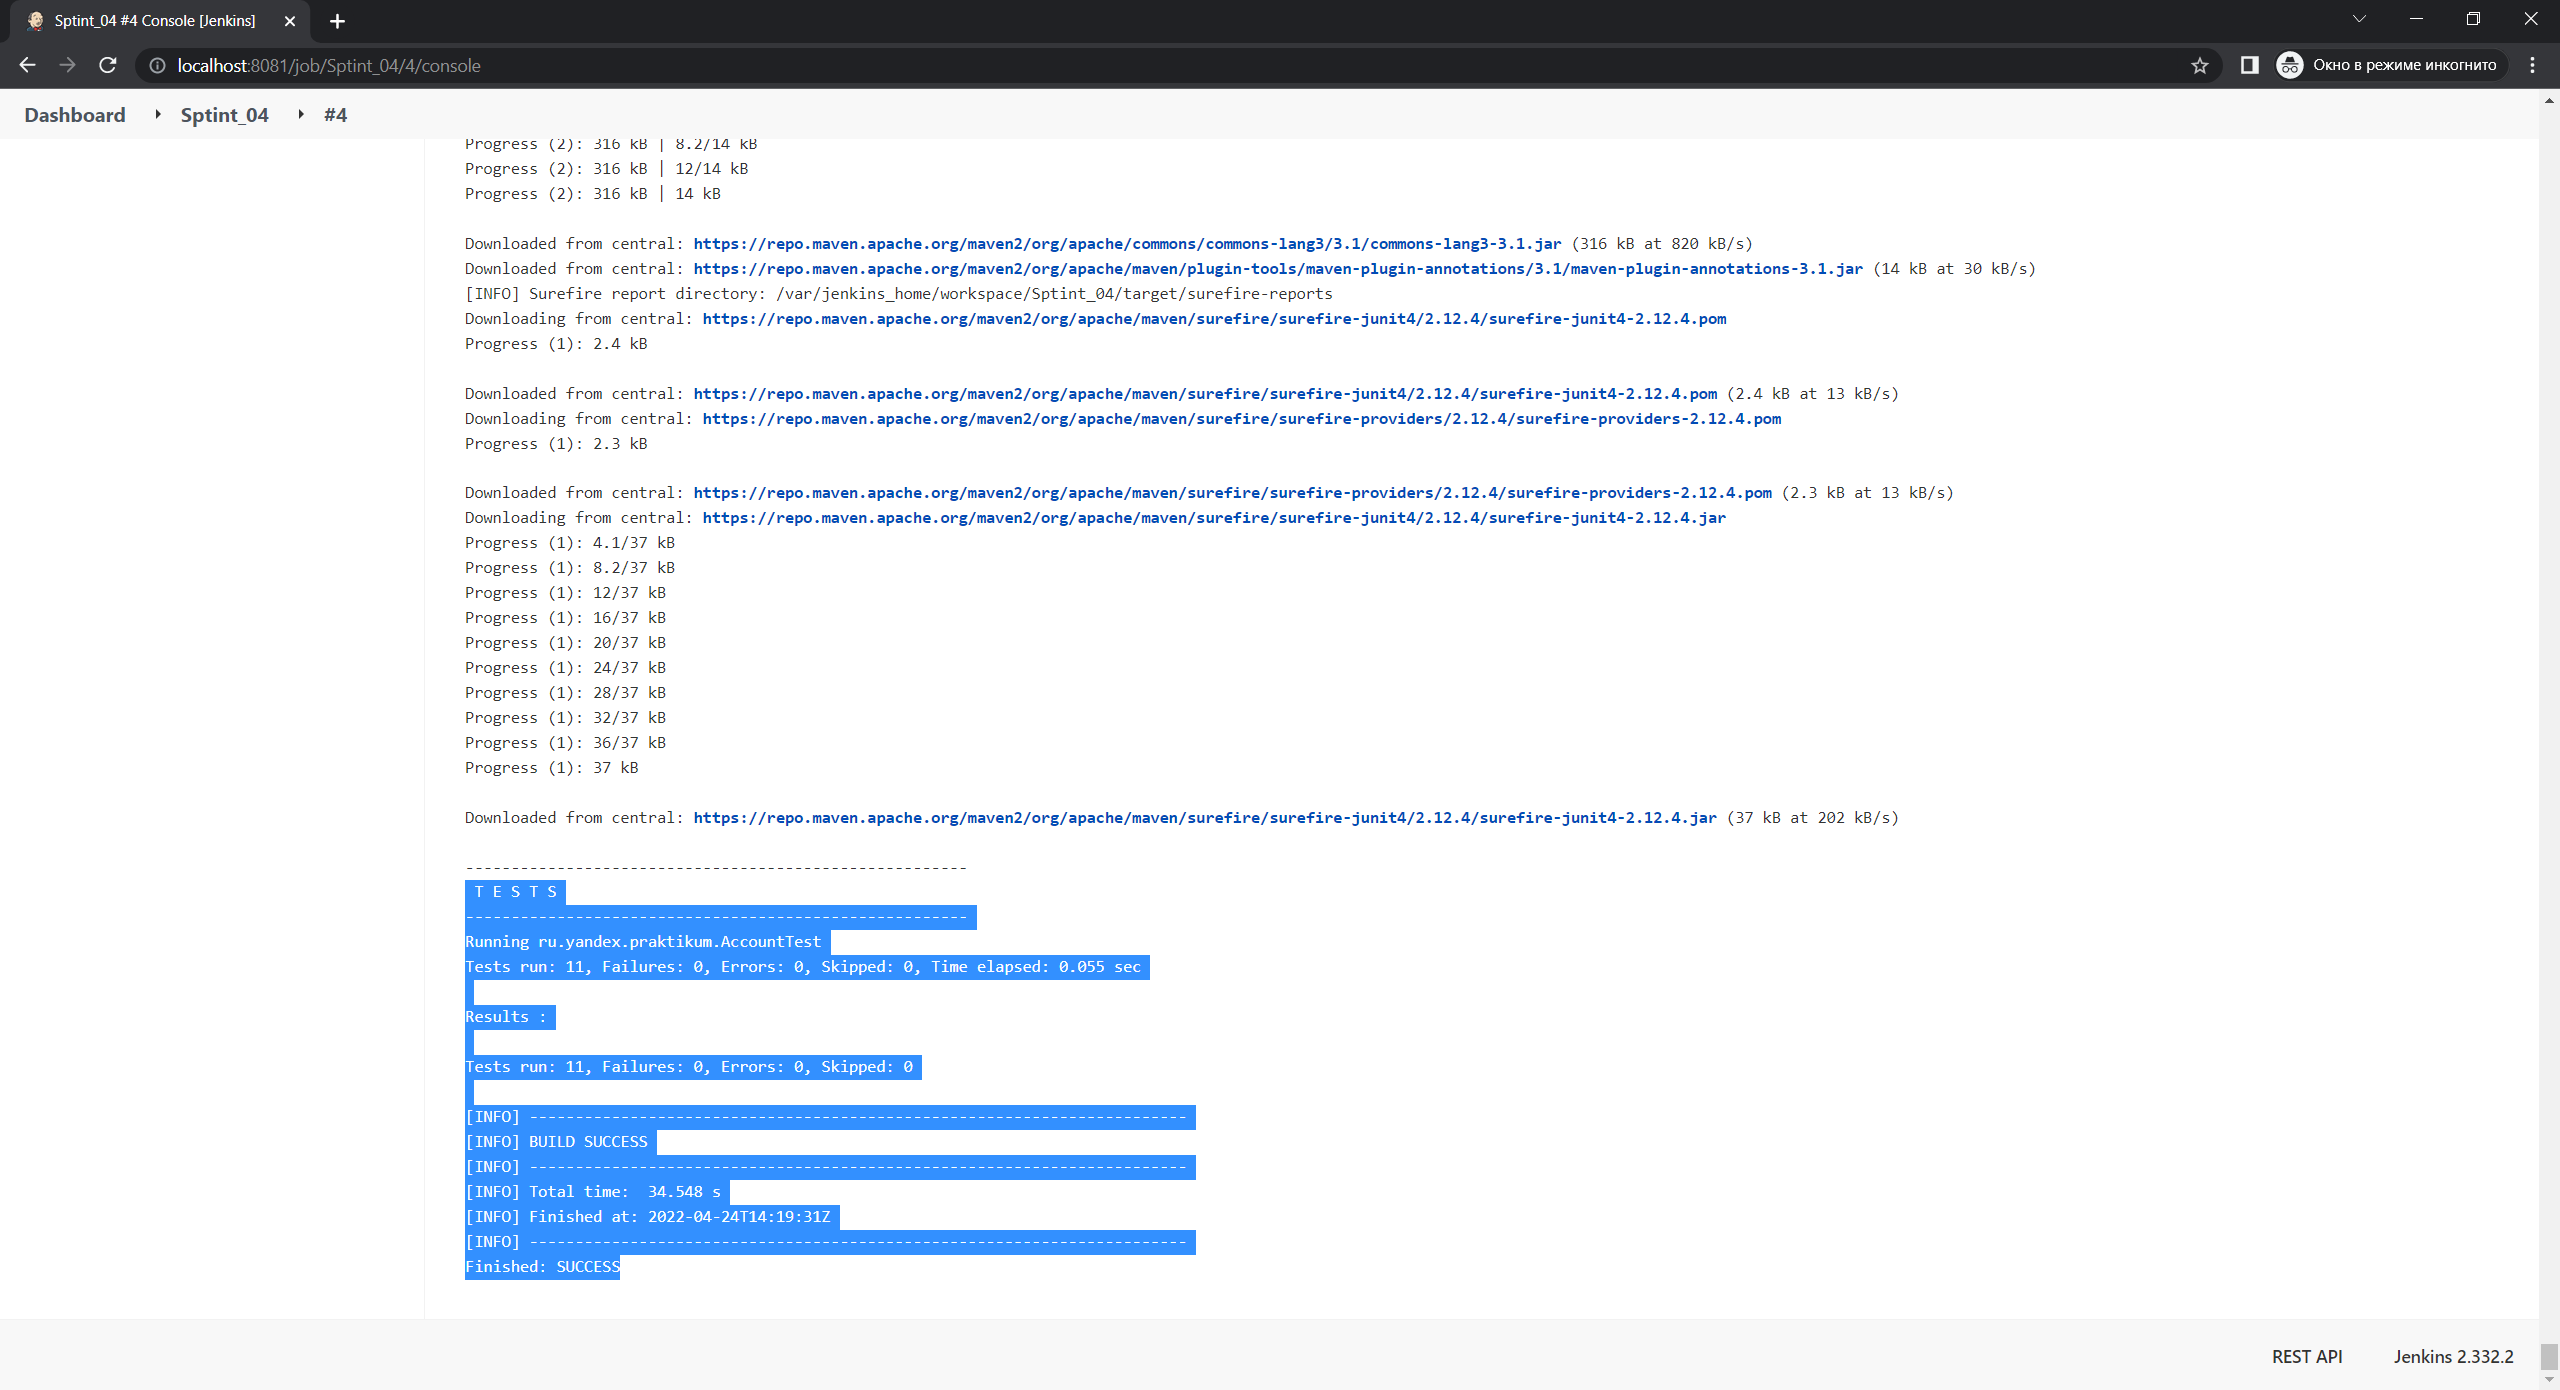 Sptint_04 #4 Console [Jenkins]
localhost:8081/job/Sptint_04/4/console
Окно в режиме инкогнито
Dashboard
Sptint_04
#4
Progress (2): 316 kB | 8.2/14 kB
Progress (2): 316 kB | 12/14 kB
Progress (2): 316 kB | 14 kB
Downloaded from central: https://repo.maven.apache.org/maven2/org/apache/commons/commons-lang3/3.1/commons-lang3-3.1.jar (316 kB at 820 kB/s)
Downloaded from central: https://repo.maven.apache.org/maven2/org/apache/maven/plugin-tools/maven-plugin-annotations/3.1/maven-plugin-annotations-3.1.jar (14 kB at 30 kB/s)
[INFO] Surefire report directory: /var/jenkins_home/workspace/Sptint_04/target/surefire-reports
Downloading from central: https://repo.maven.apache.org/maven2/org/apache/maven/surefire/surefire-junit4/2.12.4/surefire-junit4-2.12.4.pom
Progress (1): 2.4 kB
Downloaded from central: https://repo.maven.apache.org/maven2/org/apache/maven/surefire/surefire-junit4/2.12.4/surefire-junit4-2.12.4.pom (2.4 kB at 13 kB/s)
Downloading from central: https://repo.maven.apache.org/maven2/org/apache/maven/surefire/surefire-providers/2.12.4/surefire-providers-2.12.4.pom
Progress (1): 2.3 kB
Downloaded from central: https://repo.maven.apache.org/maven2/org/apache/maven/surefire/surefire-providers/2.12.4/surefire-providers-2.12.4.pom (2.3 kB at 13 kB/s)
Downloading from central: https://repo.maven.apache.org/maven2/org/apache/maven/surefire/surefire-junit4/2.12.4/surefire-junit4-2.12.4.jar
Progress (1): 4.1/37 kB
Progress (1): 8.2/37 kB
Progress (1): 12/37 kB
Progress (1): 16/37 kB
Progress (1): 20/37 kB
Progress (1): 24/37 kB
Progress (1): 28/37 kB
Progress (1): 32/37 kB
Progress (1): 36/37 kB
Progress (1): 37 kB
Downloaded from central: https://repo.maven.apache.org/maven2/org/apache/maven/surefire/surefire-junit4/2.12.4/surefire-junit4-2.12.4.jar (37 kB at 202 kB/s)
-------------------------------------------------------
T E S T S
-------------------------------------------------------
Running ru.yandex.praktikum.AccountTest
Tests run: 11, Failures: 0, Errors: 0, Skipped: 0, Time elapsed: 0.055 sec
Results :
Tests run: 11, Failures: 0, Errors: 0, Skipped: 0
[INFO] ------------------------------------------------------------------------
[INFO] BUILD SUCCESS
[INFO] ------------------------------------------------------------------------
[INFO] Total time:  34.548 s
[INFO] Finished at: 2022-04-24T14:19:31Z
[INFO] ------------------------------------------------------------------------
Finished: SUCCESS
REST API
Jenkins 2.332.2